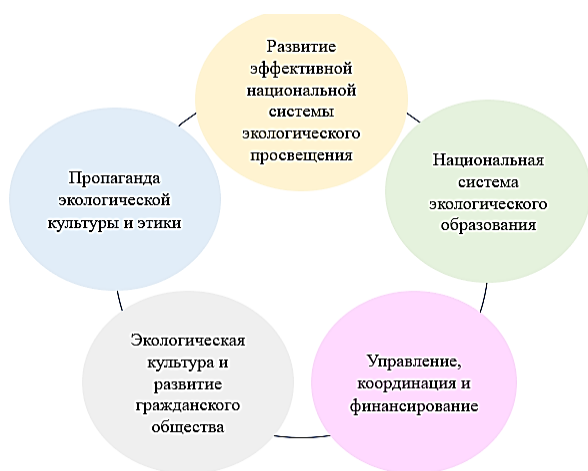 Развитие
эффективной
национальной
системы
экологического
просвещения
Национальная
система
экологического
образования
Управление,
координация и
финансирование
Экологическая
культура и
развитие
гражданского
общества
Пропаганда
экологической
культуры и этики